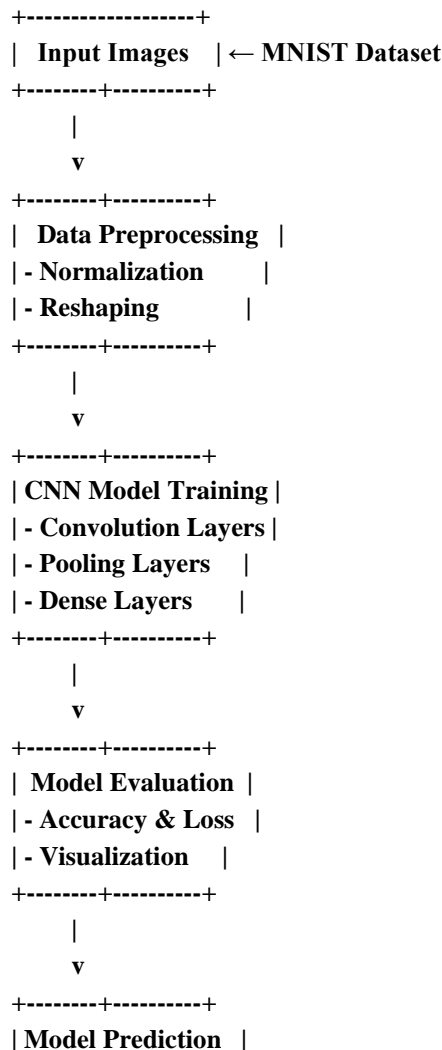 +-------------------+
| Input Images | ← MNIST Dataset
+--------+----------+
|
v
+--------+----------+
| Data Preprocessing |
| - Normalization |
| - Reshaping |
+--------+----------+
|
v
+--------+----------+
| CNN Model Training |
| - Convolution Layers |
| - Pooling Layers |
| - Dense Layers |
+--------+----------+
|
v
+--------+----------+
| Model Evaluation |
| - Accuracy & Loss |
| - Visualization |
+--------+----------+
|
v
+--------+----------+
| Model Prediction |